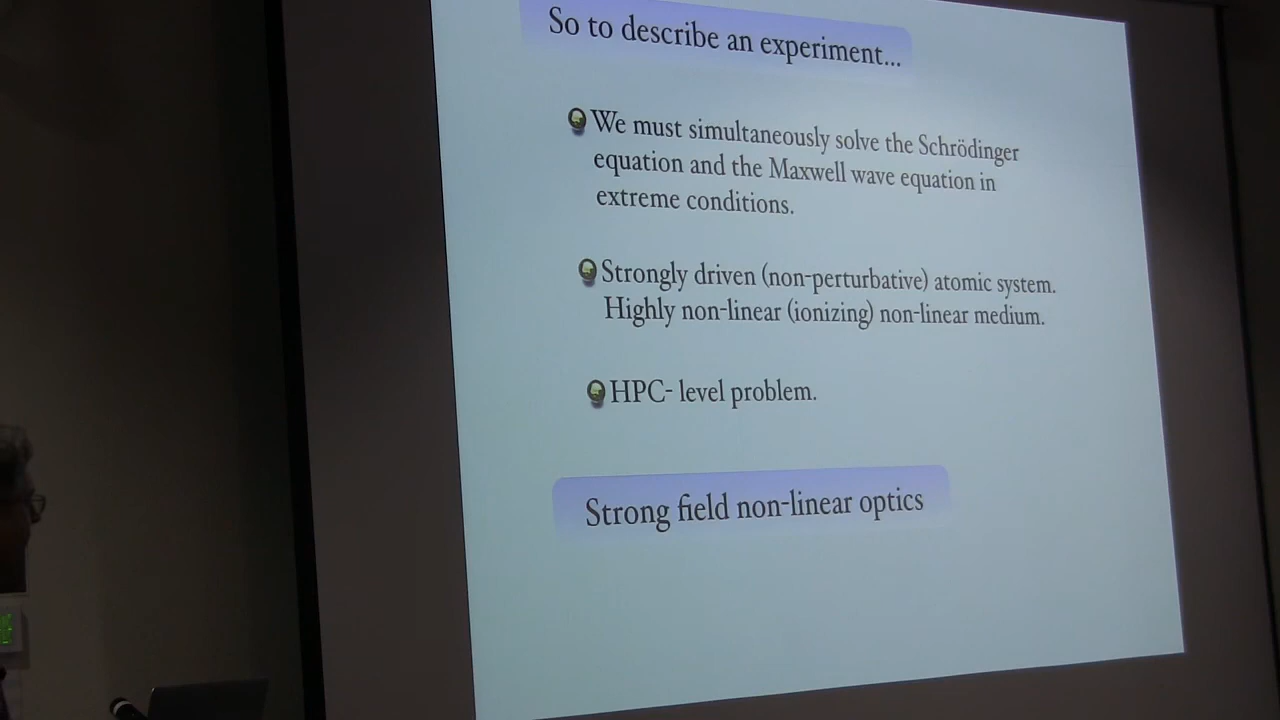 So to describe an experiment...
We must simultaneously solve the Schrödinger
equation and the Maxwell wave equation in
extreme conditions.
Strongly driven (non-perturbative) atomic system.
Highly non-linear (ionizing) non-linear medium.
HPC- level problem.
Strong field non-linear optics